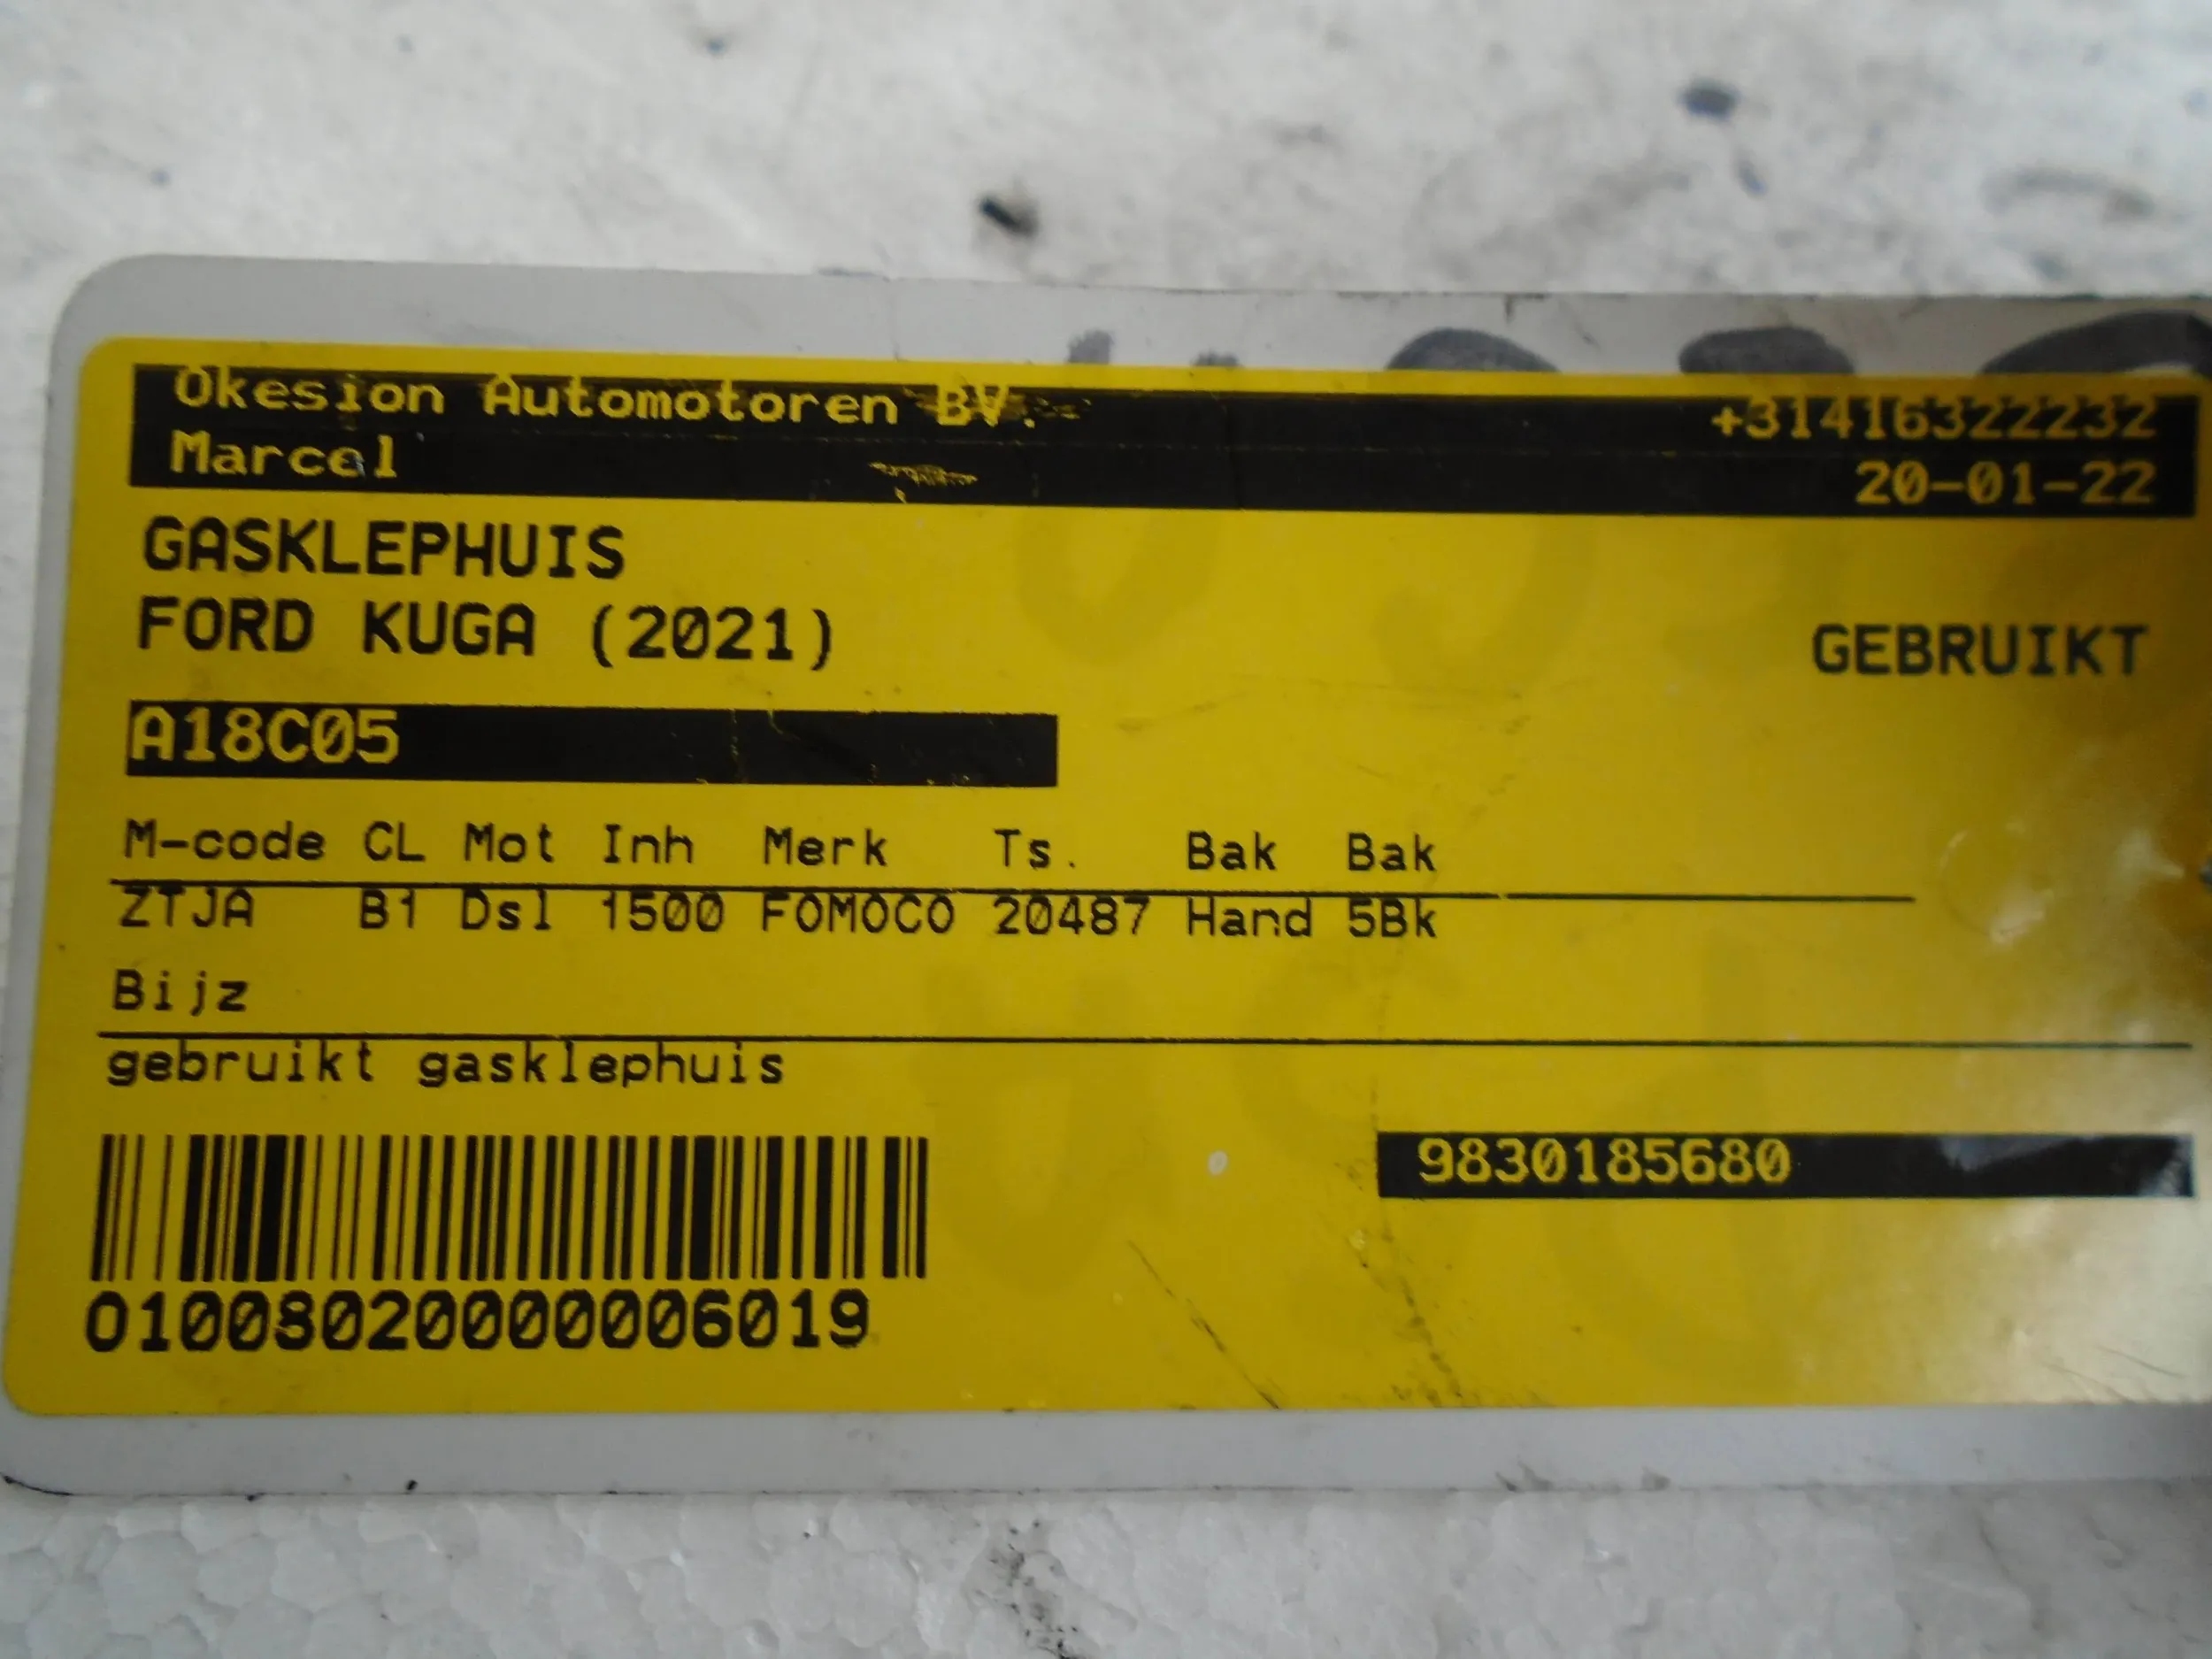 Okesion Automotoren BV. +31416322232
Marcel 20-01-22
GASKLEPHUIS
FORD KUGA (2021) GEBRUIKT
A18C05
M-code CL Mot Inh Merk Ts. Bak Bak
ZTJA B1 Dsl 1500 FOMOCO 20487 Hand 5Bk
Bijz
gebruikt gasklephuis
9830185680
01008020000006019